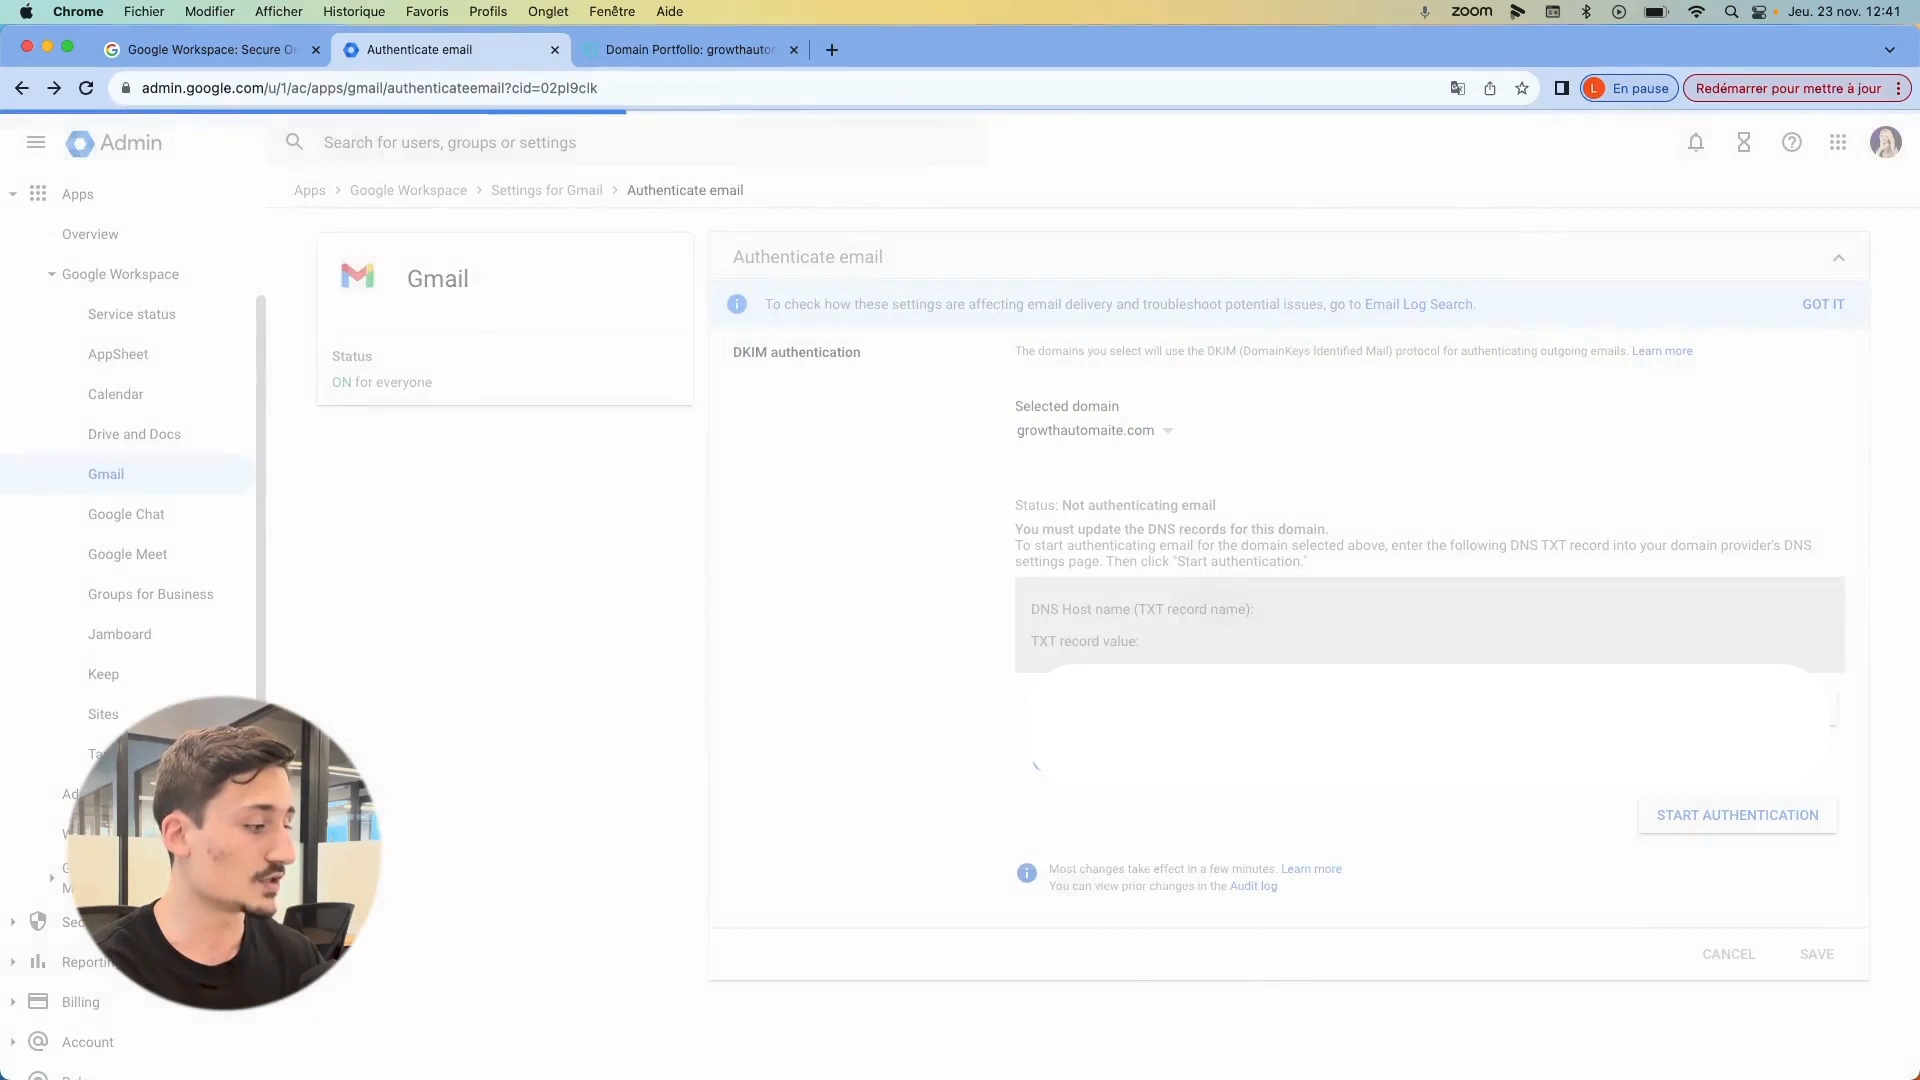 Chrome Fichier Modifier Afficher Historique Favoris Profils Onglet Fenêtre Aide zoom Jeu. 23 nov. 12:41
Google Workspace: Secure On Authenticate email Domain Portfolio: growthautom
admin.google.com/u/1/ac/apps/gmail/authenticateemail?cid=02pl9clk L En pause Redémarrer pour mettre à jour
Admin Search for users, groups or settings
Apps > Google Workspace > Settings for Gmail > Authenticate email
Apps
Overview
Google Workspace
Service status
AppSheet
Calendar
Drive and Docs
Gmail
Google Chat
Google Meet
Groups for Business
Jamboard
Keep
Sites
Ta
Ad
Sec
Reportin
Billing
Account
Gmail
Status
ON for everyone
Authenticate email
To check how these settings are affecting email delivery and troubleshoot potential issues, go to Email Log Search. GOT IT
DKIM authentication
The domains you select will use the DKIM (DomainKeys Identified Mail) protocol for authenticating outgoing emails. Learn more
Selected domain
growthautomaite.com
Status: Not authenticating email
You must update the DNS records for this domain.
To start authenticating email for the domain selected above, enter the following DNS TXT record into your domain provider's DNS
settings page. Then click "Start authentication."
DNS Host name (TXT record name):
TXT record value:
START AUTHENTICATION
Most changes take effect in a few minutes. Learn more
You can view prior changes in the Audit log
CANCEL SAVE